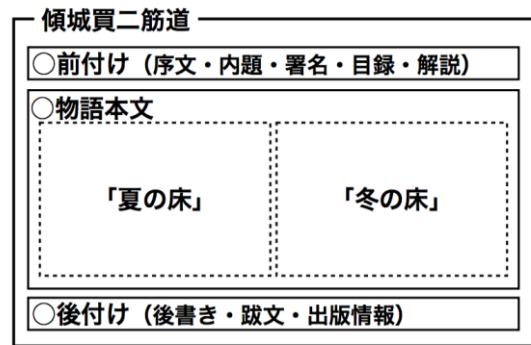 傾城買二筋道
○前付け（序文・内題・署名・目録・解説）
○物語本文
「夏の床」
「冬の床」
○後付け（後書き・跋文・出版情報）